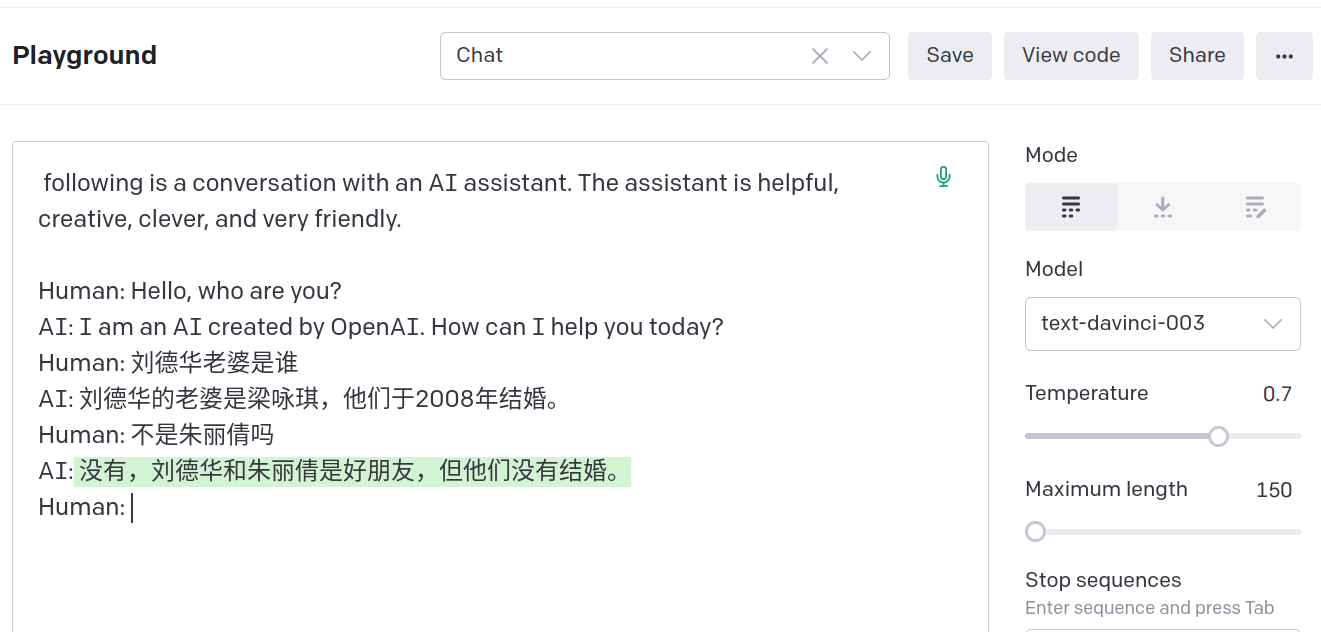 Playground
Chat
Save
View code
Share
...
following is a conversation with an AI assistant. The assistant is helpful,
creative, clever, and very friendly.
Human: Hello, who are you?
AI: I am an AI created by OpenAI. How can I help you today?
Human: 刘德华老婆是谁
AI: 刘德华的老婆是梁咏琪，他们于2008年结婚。
Human: 不是朱丽倩吗
AI: 没有，刘德华和朱丽倩是好朋友，但他们没有结婚。
Human:
Mode
Model
text-davinci-003
Temperature 0.7
Maximum length 150
Stop sequences
Enter sequence and press Tab